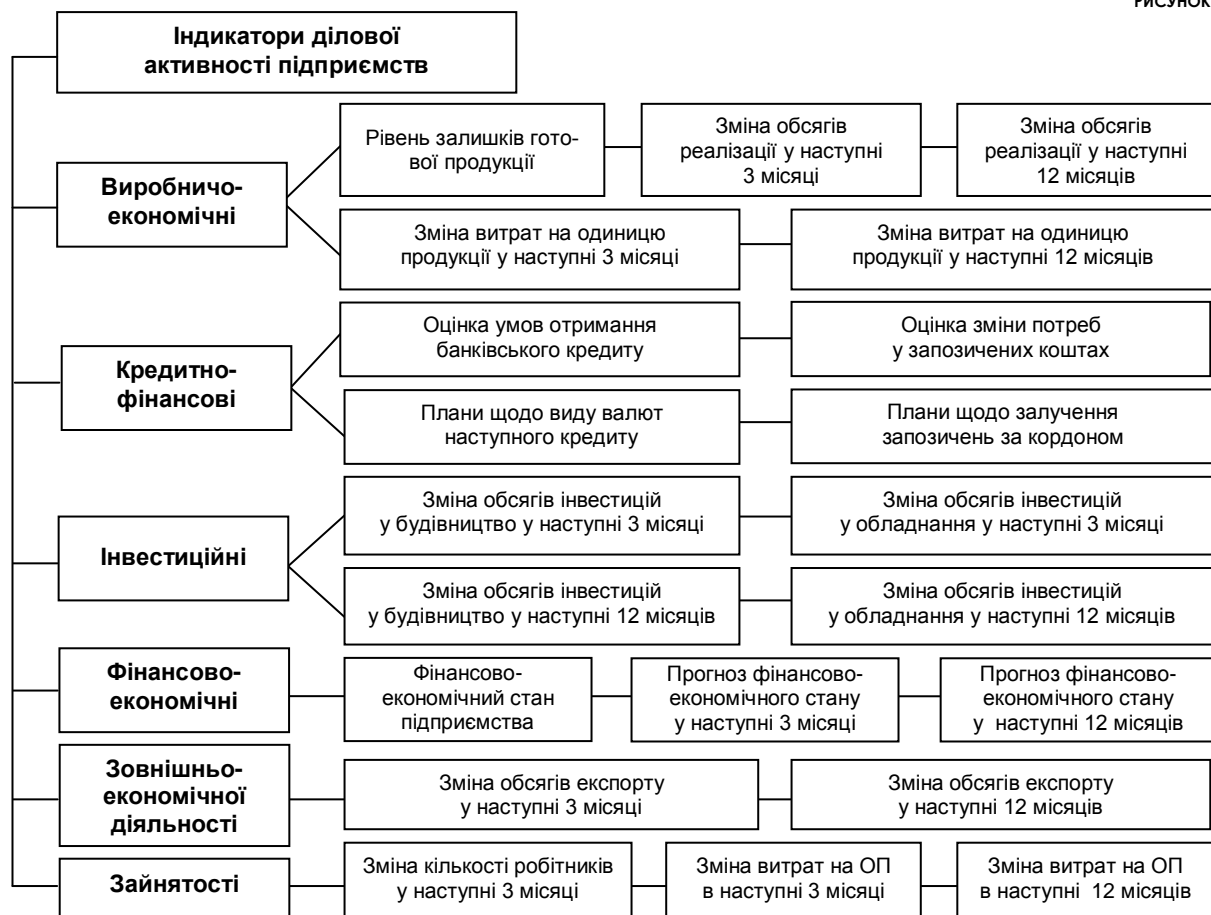 РИСУНОК
Індикатори ділової
активності підприємств
Виробничо-
економічні
Рівень залишків гото-
вої продукції
Зміна обсягів
реалізації у наступні
3 місяці
Зміна обсягів
реалізації у наступні
12 місяців
Зміна витрат на одиницю
продукції у наступні 3 місяці
Зміна витрат на одиницю
продукції у наступні 12 місяців
Кредитно-
фінансові
Оцінка умов отримання
банківського кредиту
Оцінка зміни потреб
у запозичених коштах
Плани щодо виду валют
наступного кредиту
Плани щодо залучення
запозичень за кордоном
Інвестиційні
Зміна обсягів інвестицій
у будівництво у наступні 3 місяці
Зміна обсягів інвестицій
у обладнання у наступні 3 місяці
Зміна обсягів інвестицій
у будівництво у наступні 12 місяців
Зміна обсягів інвестицій
у обладнання у наступні 12 місяців
Фінансово-
економічні
Фінансово-
економічний стан
підприємства
Прогноз фінансово-
економічного стану
у наступні 3 місяці
Прогноз фінансово-
економічного стану
у наступні 12 місяців
Зовнішньо-
економічної
діяльності
Зміна обсягів експорту
у наступні 3 місяці
Зміна обсягів експорту
у наступні 12 місяців
Зайнятості
Зміна кількості робітників
у наступні 3 місяці
Зміна витрат на ОП
в наступні 3 місяці
Зміна витрат на ОП
в наступні 12 місяців